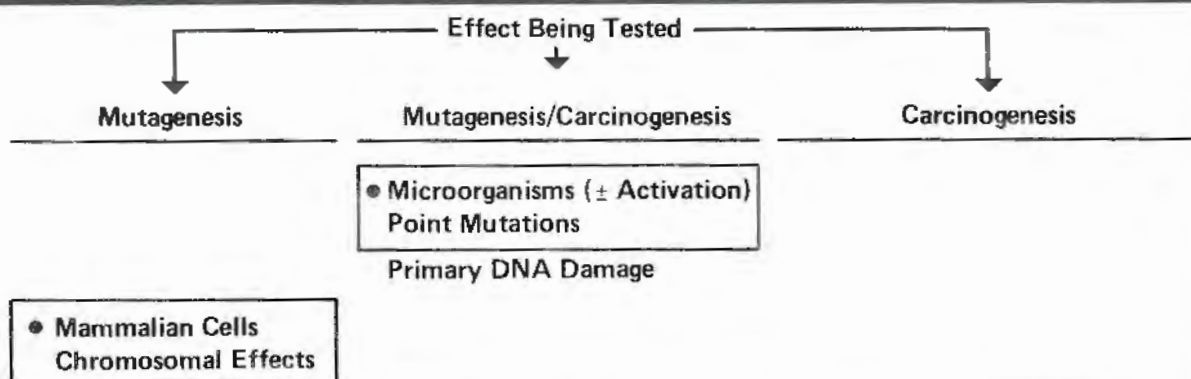 Effect Being Tested
Mutagenesis
Mutagenesis/Carcinogenesis
Carcinogenesis
● Microorganisms (± Activation)
Point Mutations
Primary DNA Damage
● Mammalian Cells
Chromosomal Effects